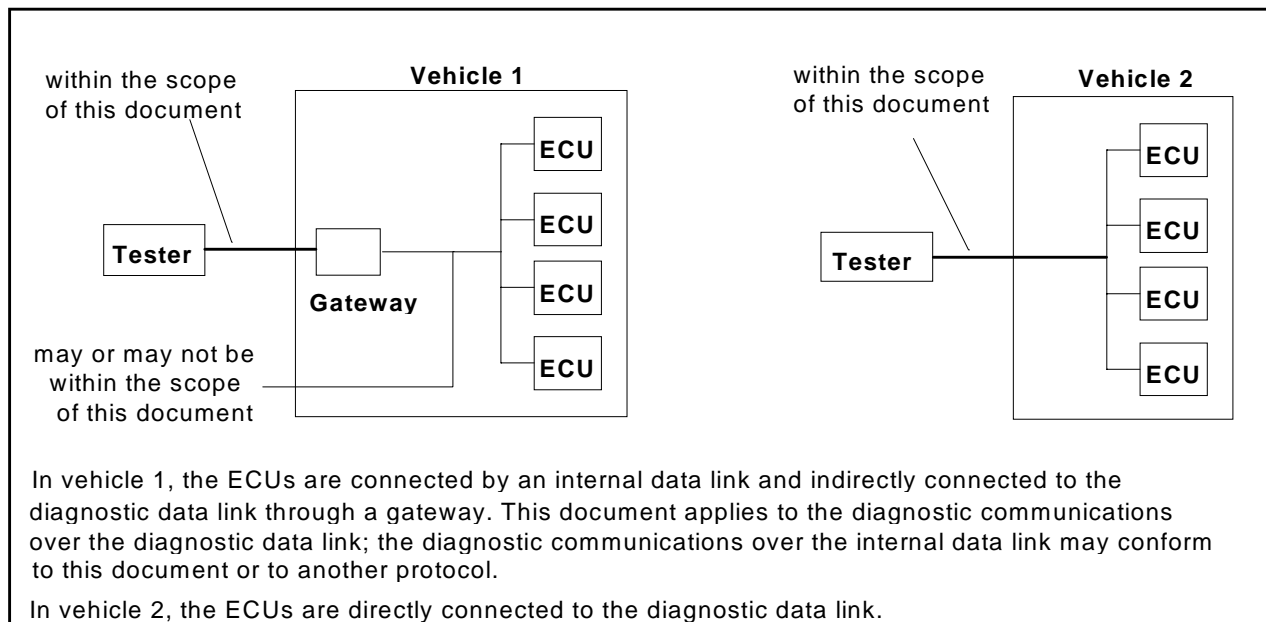 within the scope
of this document
Vehicle 1
ECU
ECU
ECU
ECU
Tester
Gateway
may or may not be
within the scope
of this document
within the scope
of this document
Vehicle 2
ECU
ECU
ECU
ECU
Tester
In vehicle 1, the ECUs are connected by an internal data link and indirectly connected to the
diagnostic data link through a gateway. This document applies to the diagnostic communications
over the diagnostic data link; the diagnostic communications over the internal data link may conform
to this document or to another protocol.
In vehicle 2, the ECUs are directly connected to the diagnostic data link.